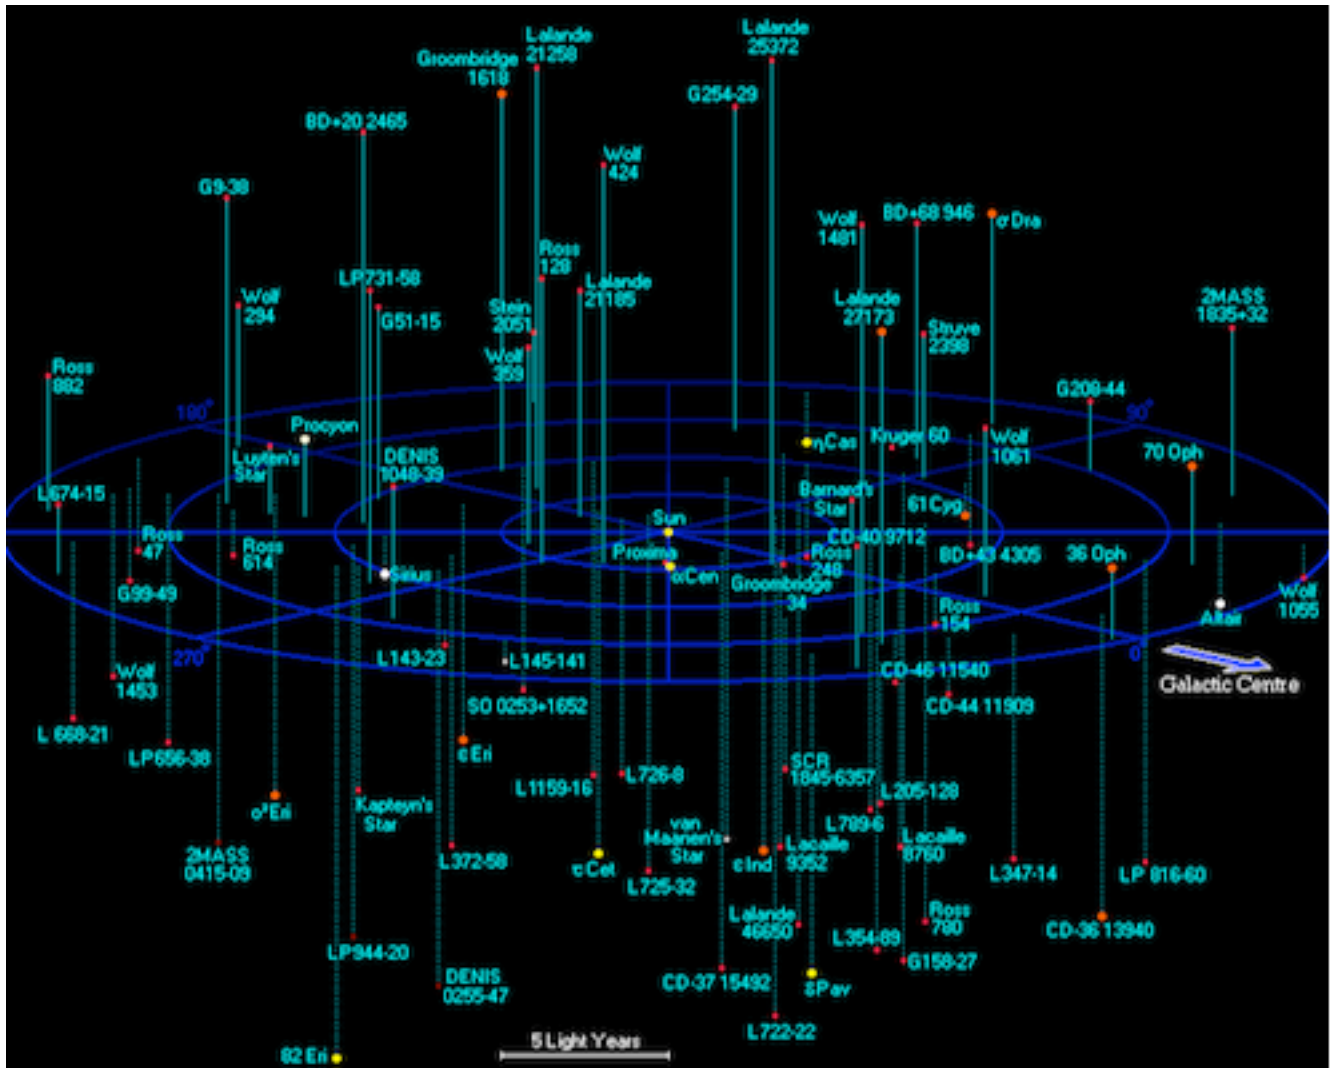 Lalande
25372
Lalande
21258
Groombridge
1618
G254-29
BD+20 2465
Wolf
424
G9-38
Wolf
1481
BD+68 946
σDra
Ross
128
LP731-58
Wolf
294
Lalande
21185
Lalande
27173
2MASS
1835+32
Stein
2051
G51-15
Struve
2398
Wolf
359
Ross
882
G208-44
180°
90°
Procyon
ηCas
Kruger 60
Wolf
1061
Luyten's
Star
DENIS
1048-39
70 Oph
L674-15
Barnard's
Star
61Cyg
Sun
Ross
47
Ross
614
Proxima
CD-40 9712
BD+43 4305
36 Oph
Sirius
αCen
Ross
248
Groombridge
34
G99-49
Wolf
1055
Altair
Ross
154
270°
0°
L143-23
L145-141
Wolf
1453
CD-46 11540
Galactic Centre
SO 0253+1652
CD-44 11909
L 668-21
LP656-38
εEri
L1159-16
L726-8
SCR
1845-6357
L205-128
L789-6
o²Eri
Kapteyn's
Star
van
Maanen's
Star
2MASS
0415-09
L372-58
τCet
L725-32
εInd
Lacaille
9352
Lacaille
8760
L347-14
LP 816-60
Lalande
46650
Ross
780
CD-36 13940
LP944-20
L354-89
G158-27
DENIS
0255-47
CD-37 15492
δPav
L722-22
82 Eri
5 Light Years